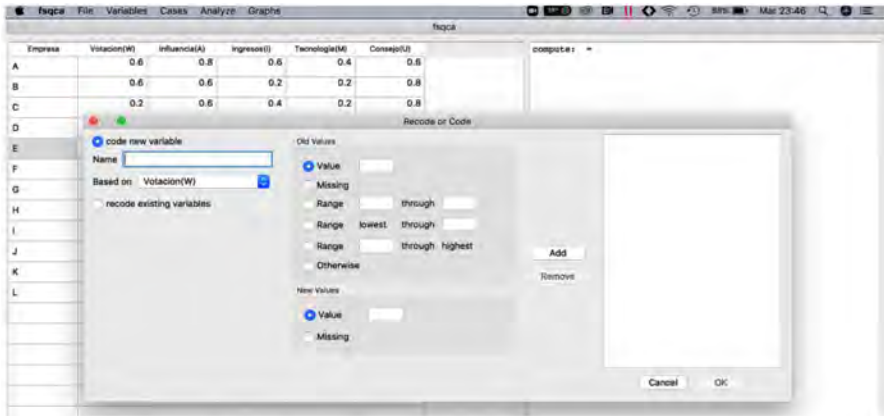 fsqca File Variables Cases Analyze Graphs 88% Mar 23:46
fsqca
Empresa Votacion(W) Influencia(A) Ingresos(I) Tecnologia(M) Consejo(U)
compute: =
A 0.6 0.8 0.6 0.4 0.6
B 0.6 0.6 0.2 0.2 0.8
C 0.2 0.6 0.4 0.2 0.8
D
E
F
G
H
I
J
K
L
Recode or Code
code new variable
Name
Based on Votacion(W)
recode existing variables
Old Values
Value
Missing
Range through
Range lowest through
Range through highest
Otherwise
New Values
Value
Missing
Add
Remove
Cancel OK